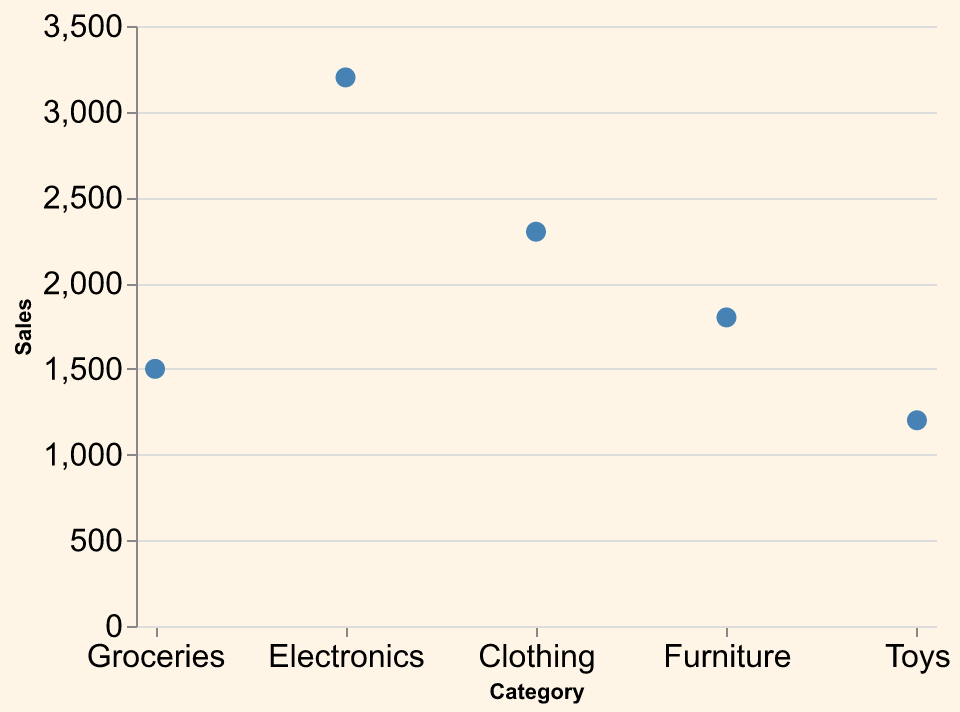 3,500
3,000
2,500
2,000
1,500
1,000
500
0
Sales
Groceries Electronics Clothing Furniture Toys
Category